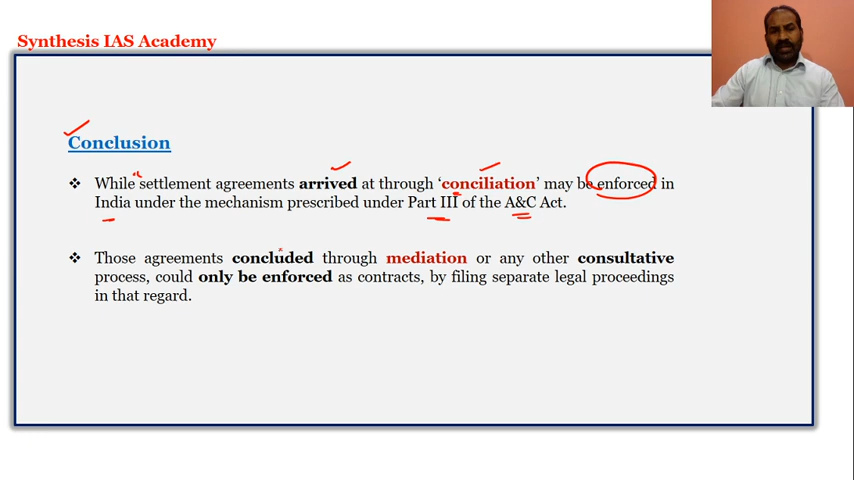 Synthesis IAS Academy
Conclusion
❖ While settlement agreements arrived at through ‘conciliation’ may be enforced in
India under the mechanism prescribed under Part III of the A&C Act.
❖ Those agreements concluded through mediation or any other consultative
process, could only be enforced as contracts, by filing separate legal proceedings
in that regard.